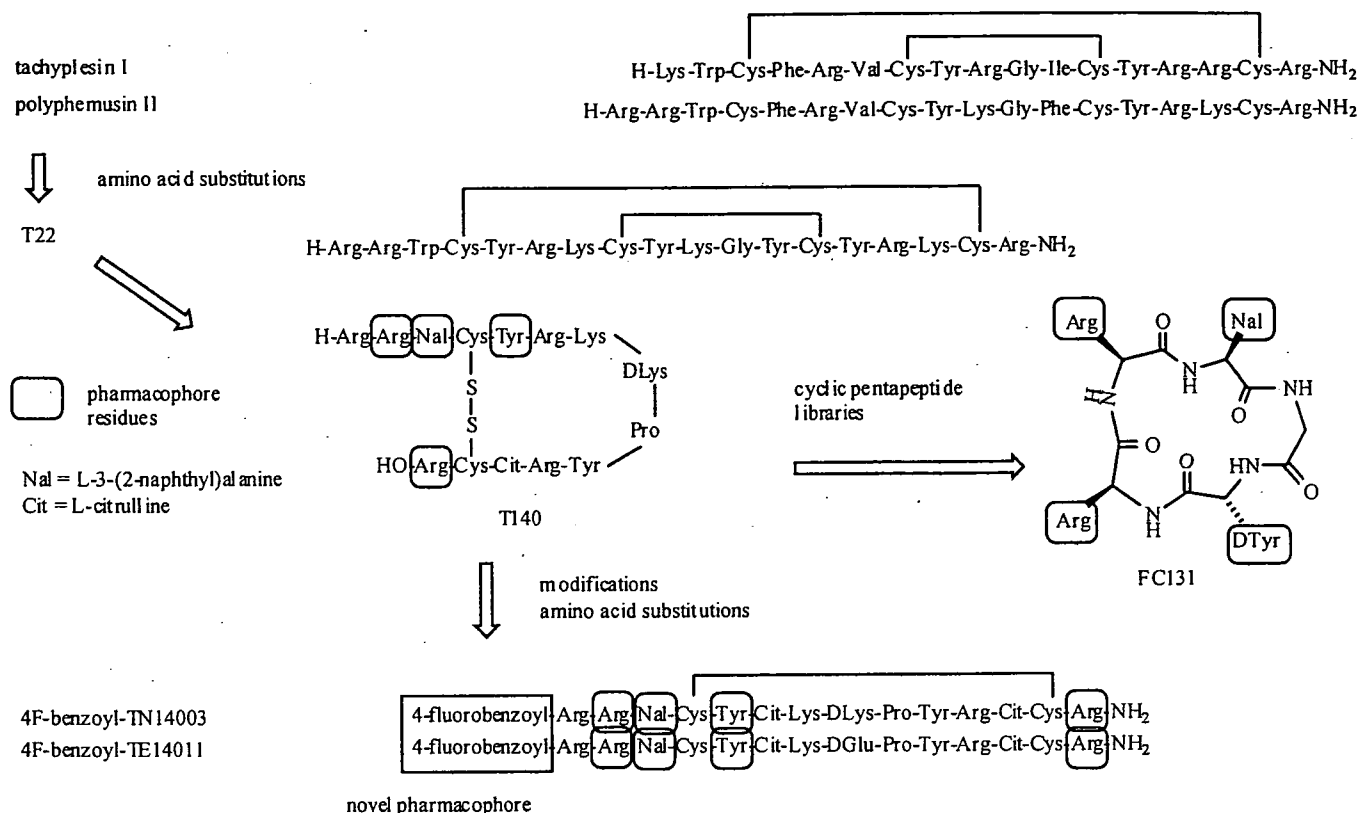 tachyplesin I
H-Lys-Trp-Cys-Phe-Arg-Val-Cys-Tyr-Arg-Gly-Ile-Cys-Tyr-Arg-Arg-Cys-Arg-NH2
polyphemusin II
H-Arg-Arg-Trp-Cys-Phe-Arg-Val-Cys-Tyr-Lys-Gly-Phe-Cys-Tyr-Arg-Lys-Cys-Arg-NH2
amino acid substitutions
T22
H-Arg-Arg-Trp-Cys-Tyr-Arg-Lys-Cys-Tyr-Lys-Gly-Tyr-Cys-Tyr-Arg-Lys-Cys-Arg-NH2
H-Arg-Arg-Nal-Cys-Tyr-Arg-Lys
DLys
S
S
Pro
HO-Arg-Cys-Cit-Arg-Tyr
T140
pharmacophore
residues
Nal = L-3-(2-naphthyl)alanine
Cit = L-citrulline
cyclic pentapeptide
libraries
Arg
O
Nal
N
H
NH
HN
O
O
O
HN
O
Arg
N
H
DTyr
FC131
modifications
amino acid substitutions
4F-benzoyl-TN14003
4-fluorobenzoyl-Arg-Arg-Nal-Cys-Tyr-Cit-Lys-DLys-Pro-Tyr-Arg-Cit-Cys-Arg-NH2
4F-benzoyl-TE14011
4-fluorobenzoyl-Arg-Arg-Nal-Cys-Tyr-Cit-Lys-DGlu-Pro-Tyr-Arg-Cit-Cys-Arg-NH2
novel pharmacophore